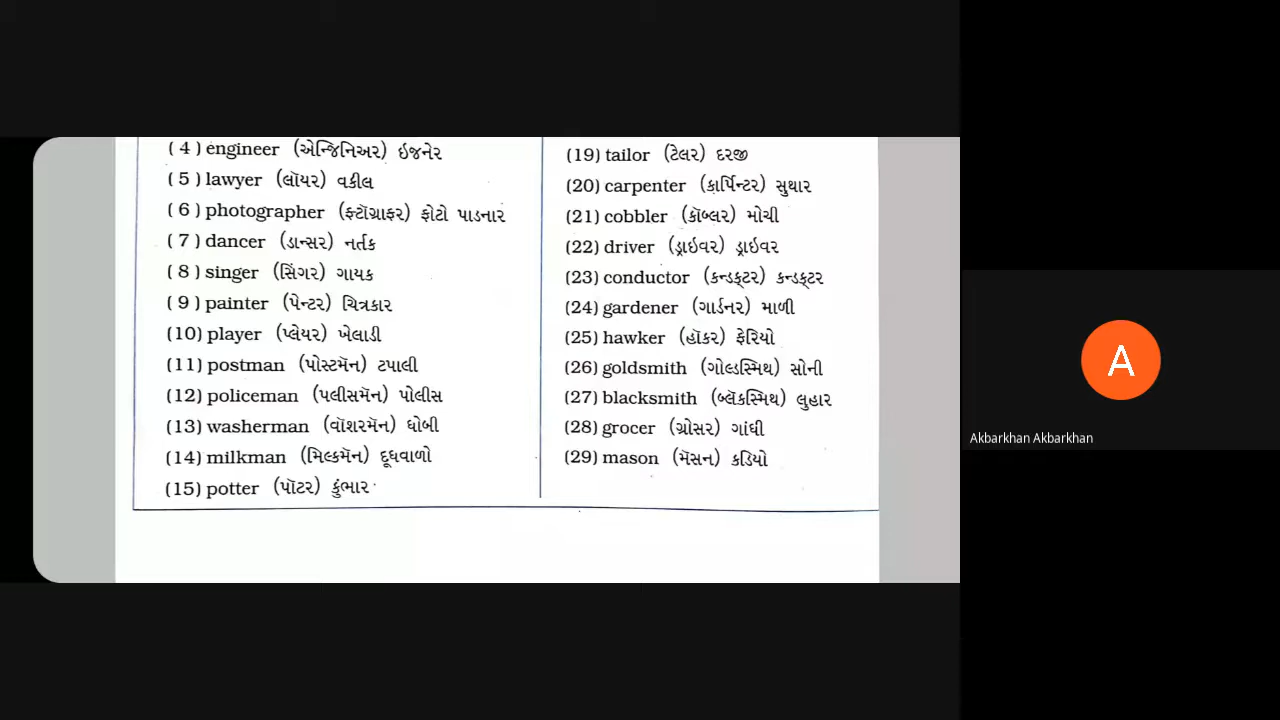 ( 4 ) engineer (એન્જિનિઅર) ઇજનેર
( 5 ) lawyer (લૉયર) વકીલ
( 6 ) photographer (ફ્ટૉગ્રાફર) ફોટો પાડનાર
( 7 ) dancer (ડાન્સર) નર્તક
( 8 ) singer (સિંગર) ગાયક
( 9 ) painter (પેન્ટર) ચિત્રકાર
(10) player (પ્લેયર) ખેલાડી
(11) postman (પોસ્ટમૅન) ટપાલી
(12) policeman (પલીસમૅન) પોલીસ
(13) washerman (વૉશરમૅન) ધોબી
(14) milkman (મિલ્કમૅન) દૂધવાળો
(15) potter (પૉટર) કુંભાર
(19) tailor (ટેલર) દરજી
(20) carpenter (કાર્પિન્ટર) સુથાર
(21) cobbler (કૉબ્લર) મોચી
(22) driver (ડ્રાઇવર) ડ્રાઇવર
(23) conductor (કન્ડક્ટર) કન્ડક્ટર
(24) gardener (ગાર્ડનર) માળી
(25) hawker (હૉકર) ફેરિયો
(26) goldsmith (ગોલ્ડસ્મિથ) સોની
(27) blacksmith (બ્લૅકસ્મિથ) લુહાર
(28) grocer (ગ્રોસર) ગાંધી
(29) mason (મૅસન) કડિયો
A
Akbarkhan Akbarkhan